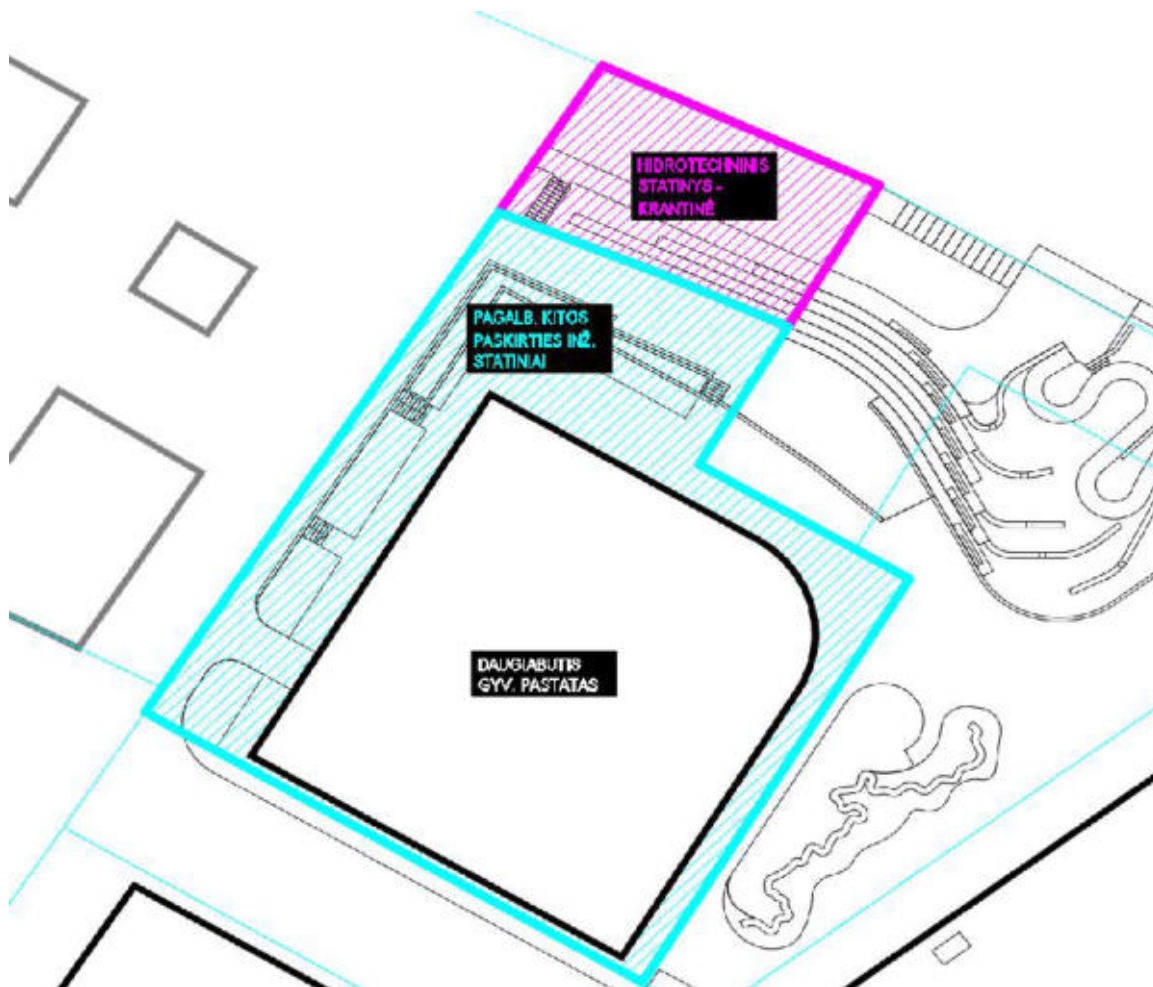 HIDROTECHNINIS
STATINYS -
KRANTINĖ
PAGALB. KITOS
PASKIRTIES INŽ.
STATINIAI
DAUGIABUTIS
GYV. PASTATAS